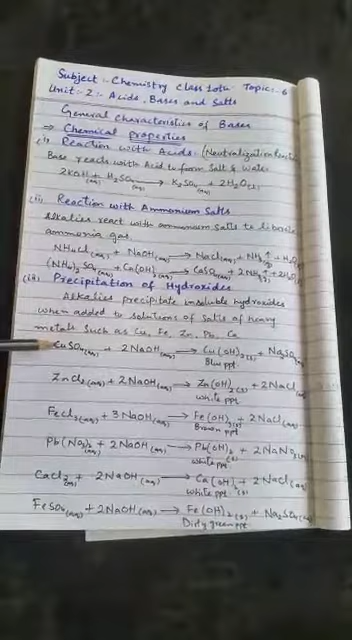 Subject :- Chemistry Class 10th Topic:- 6
Unit:- 2 :- Acids, Bases and Salts
General Characteristics of Bases
⇒ Chemical properties
(i) Reaction with Acids: (Neutralization
Base reacts with Acid to form Salt & Water
2KOH(aq) + H2SO4(aq) → K2SO4(aq) + 2H2O(l)
(ii) Reaction with Ammonium Salts
Alkalies react with ammonium salts to liberate
ammonia gas.
NH4Cl(aq) + NaOH(aq) → NaCl(aq) + NH3(g)↑ + H2O(l)
(NH4)2SO4(aq) + Ca(OH)2(aq) → CaSO4(aq) + 2NH3(g)↑ + 2H2O
(iii) Precipitation of Hydroxides
Alkalies precipitate insoluble hydroxides
when added to solutions of salts of heavy
metals such as Cu, Fe, Zn, Pb, Ca
CuSO4(aq) + 2NaOH(aq) → Cu(OH)2(s) + Na2SO4(aq)
Blue ppt.
ZnCl2(aq) + 2NaOH(aq) → Zn(OH)2(s) + 2NaCl(aq)
white ppt.
FeCl3(aq) + 3NaOH(aq) → Fe(OH)3(s) + 2NaCl(aq)
Brown ppt
Pb(NO3)2(aq) + 2NaOH(aq) → Pb(OH)2(s) + 2NaNO3(aq)
white ppt.
CaCl2(aq) + 2NaOH(aq) → Ca(OH)2(s) + 2NaCl(aq)
white ppt.
FeSO4(aq) + 2NaOH(aq) → Fe(OH)2(s) + Na2SO4(aq)
Dirty green ppt